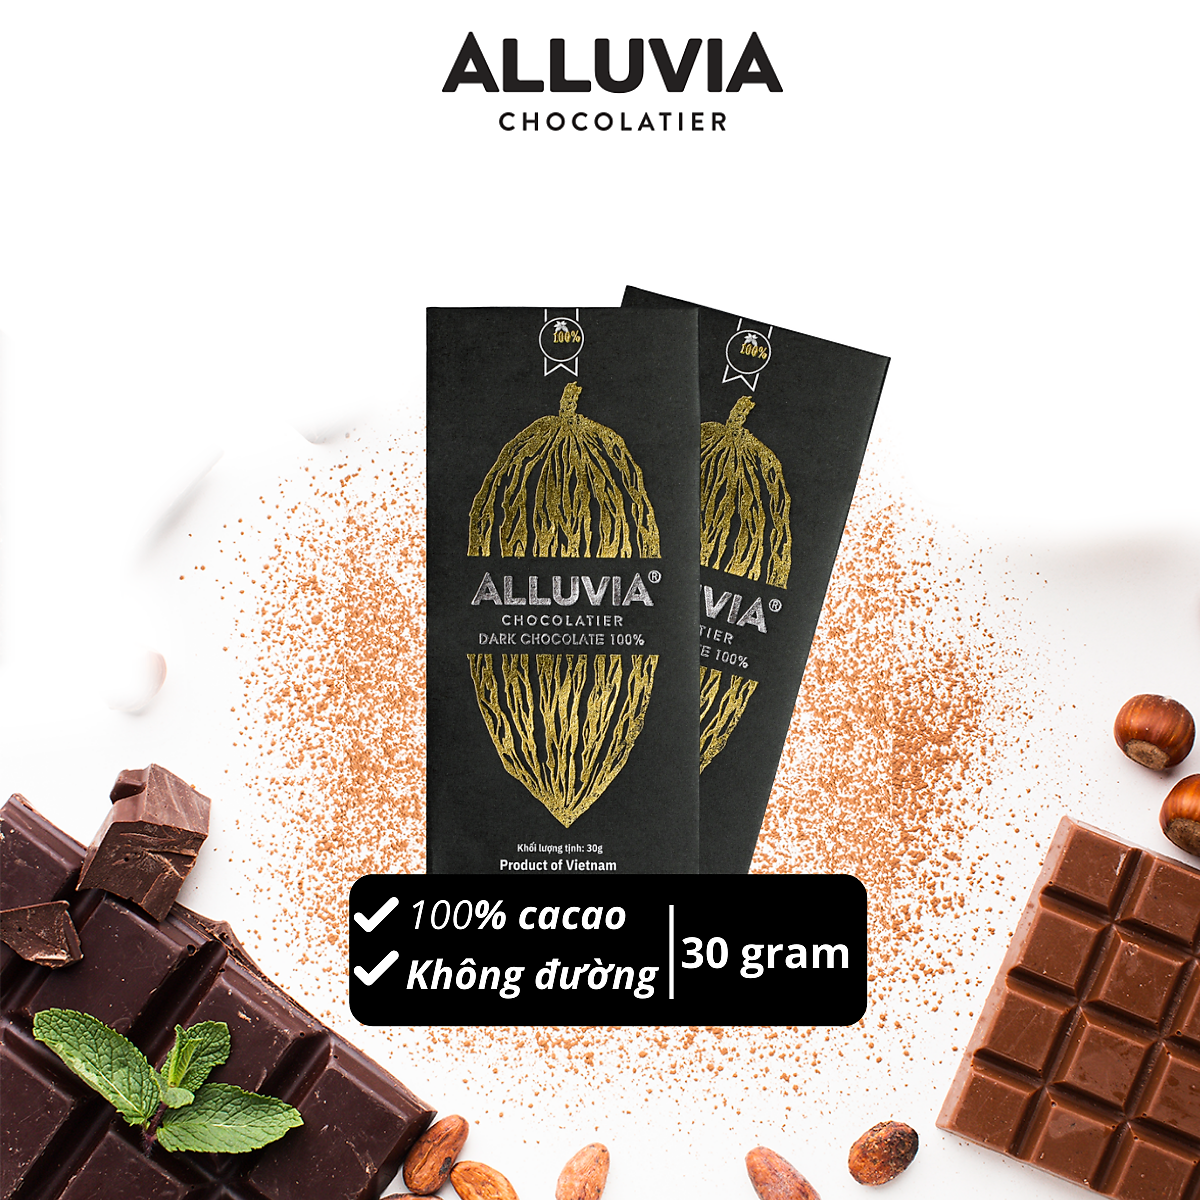 ALLUVIA
CHOCOLATIER
100%
100%
ALLUVIA®
CHOCOLATIER
DARK CHOCOLATE 100%
VIA®
TIER
E 100%
Khối lượng tịnh: 30g
Product of Vietnam
100% cacao
Không đường
30 gram